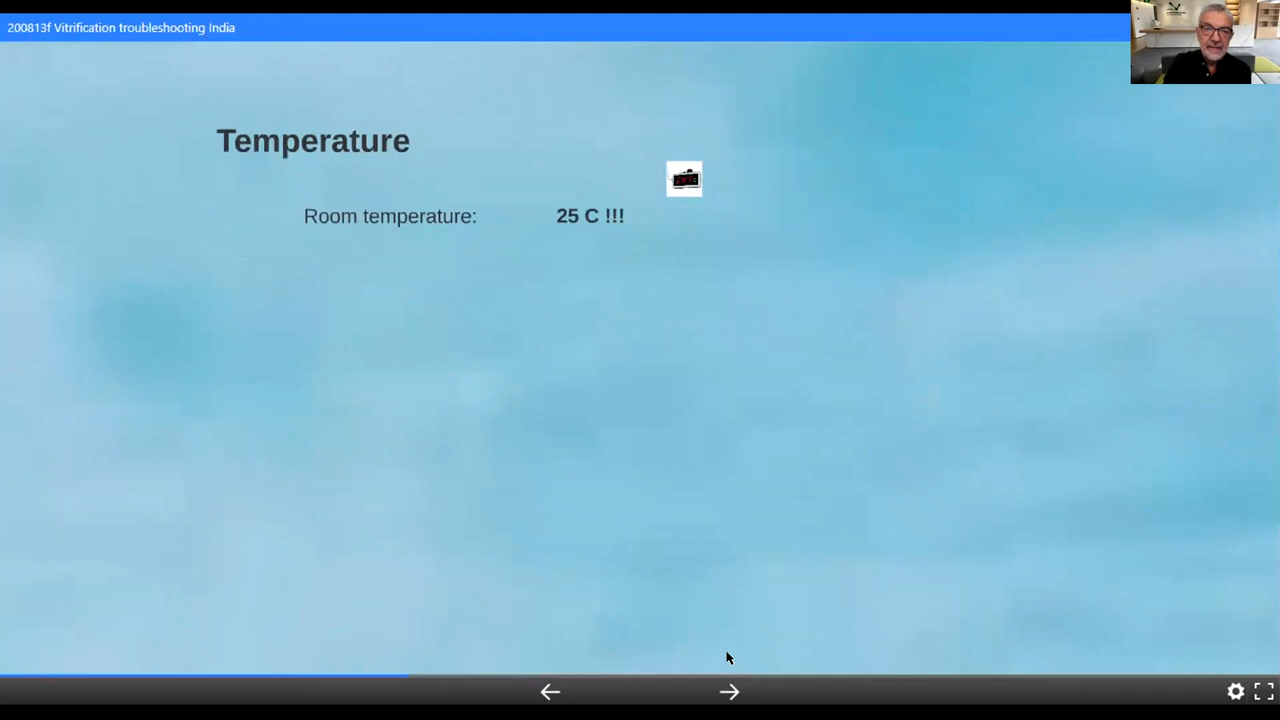 200813f Vitrification troubleshooting India
Temperature
Room temperature: 25 C !!!